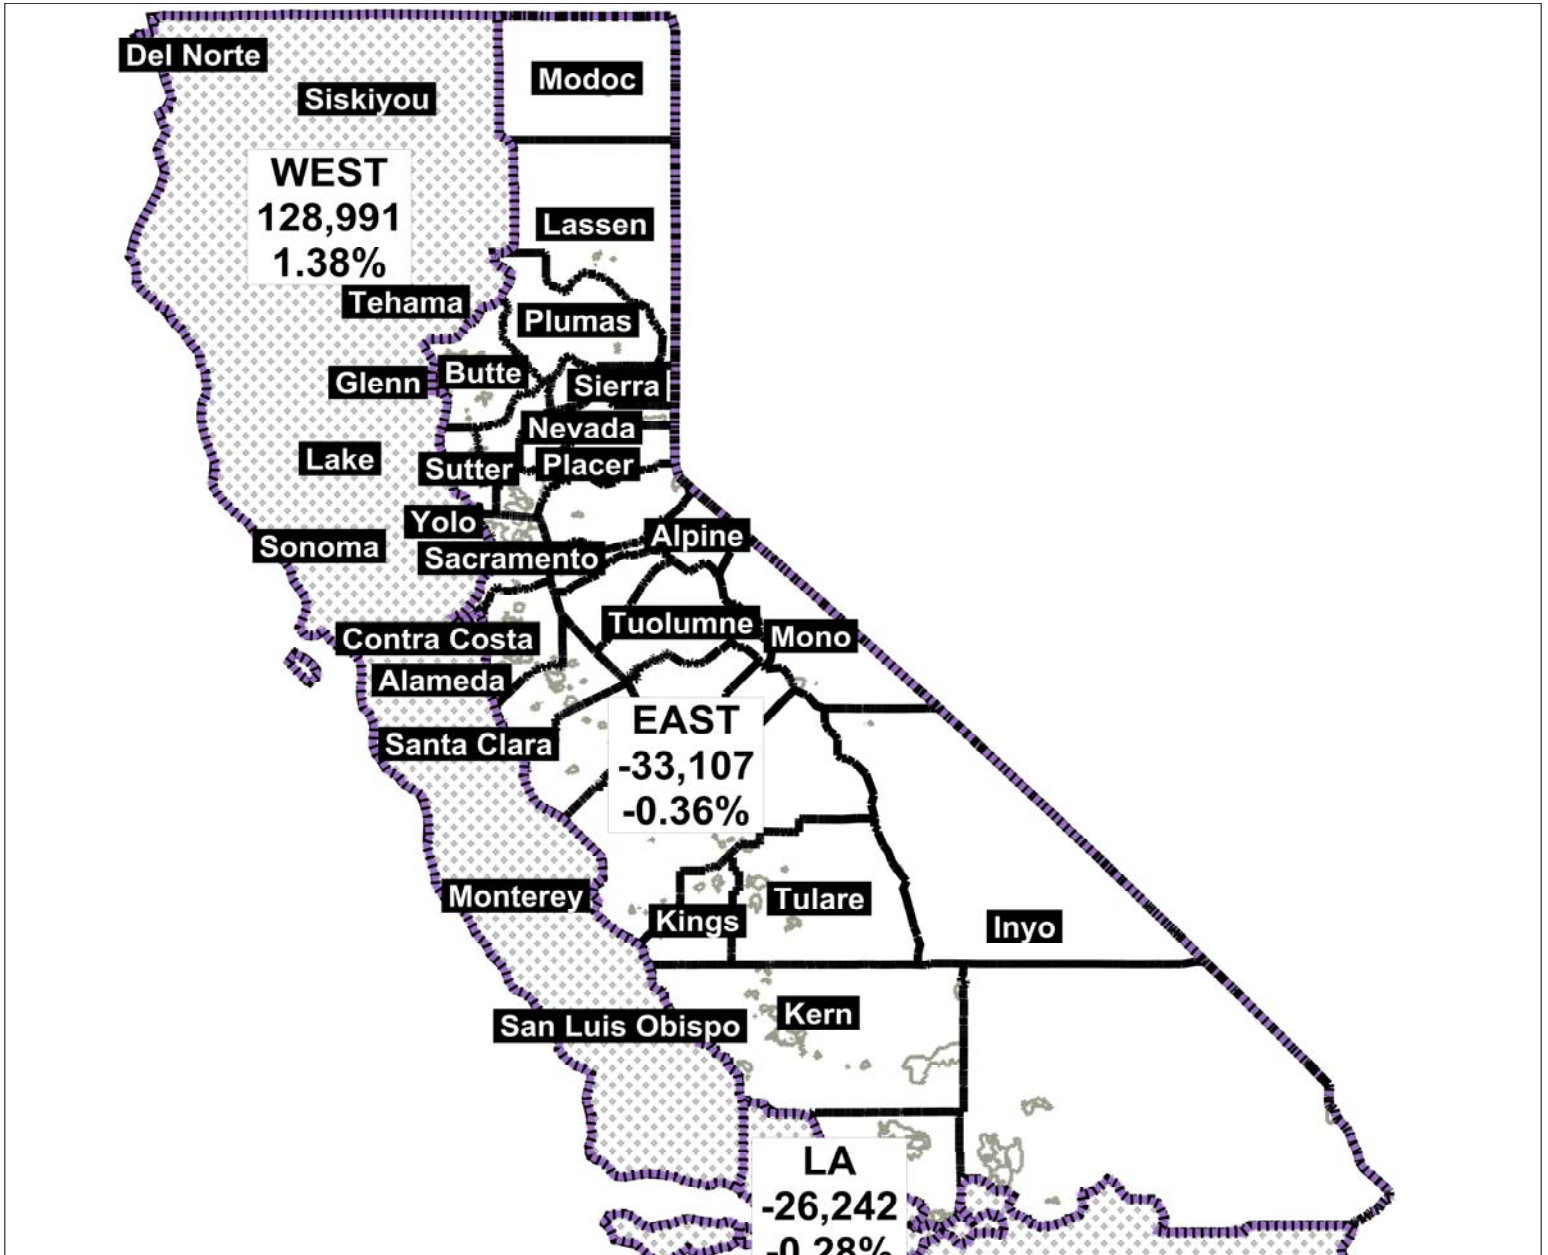 Del Norte
Modoc
Siskiyou
WEST
128,991
1.38%
Lassen
Tehama
Plumas
Butte
Glenn
Sierra
Nevada
Lake
Sutter
Placer
Yolo
Sonoma
Alpine
Sacramento
Tuolumne
Mono
Contra Costa
Alameda
EAST
-33,107
-0.36%
Santa Clara
Monterey
Tulare
Kings
Inyo
Kern
San Luis Obispo
LA
-26,242
-0.28%